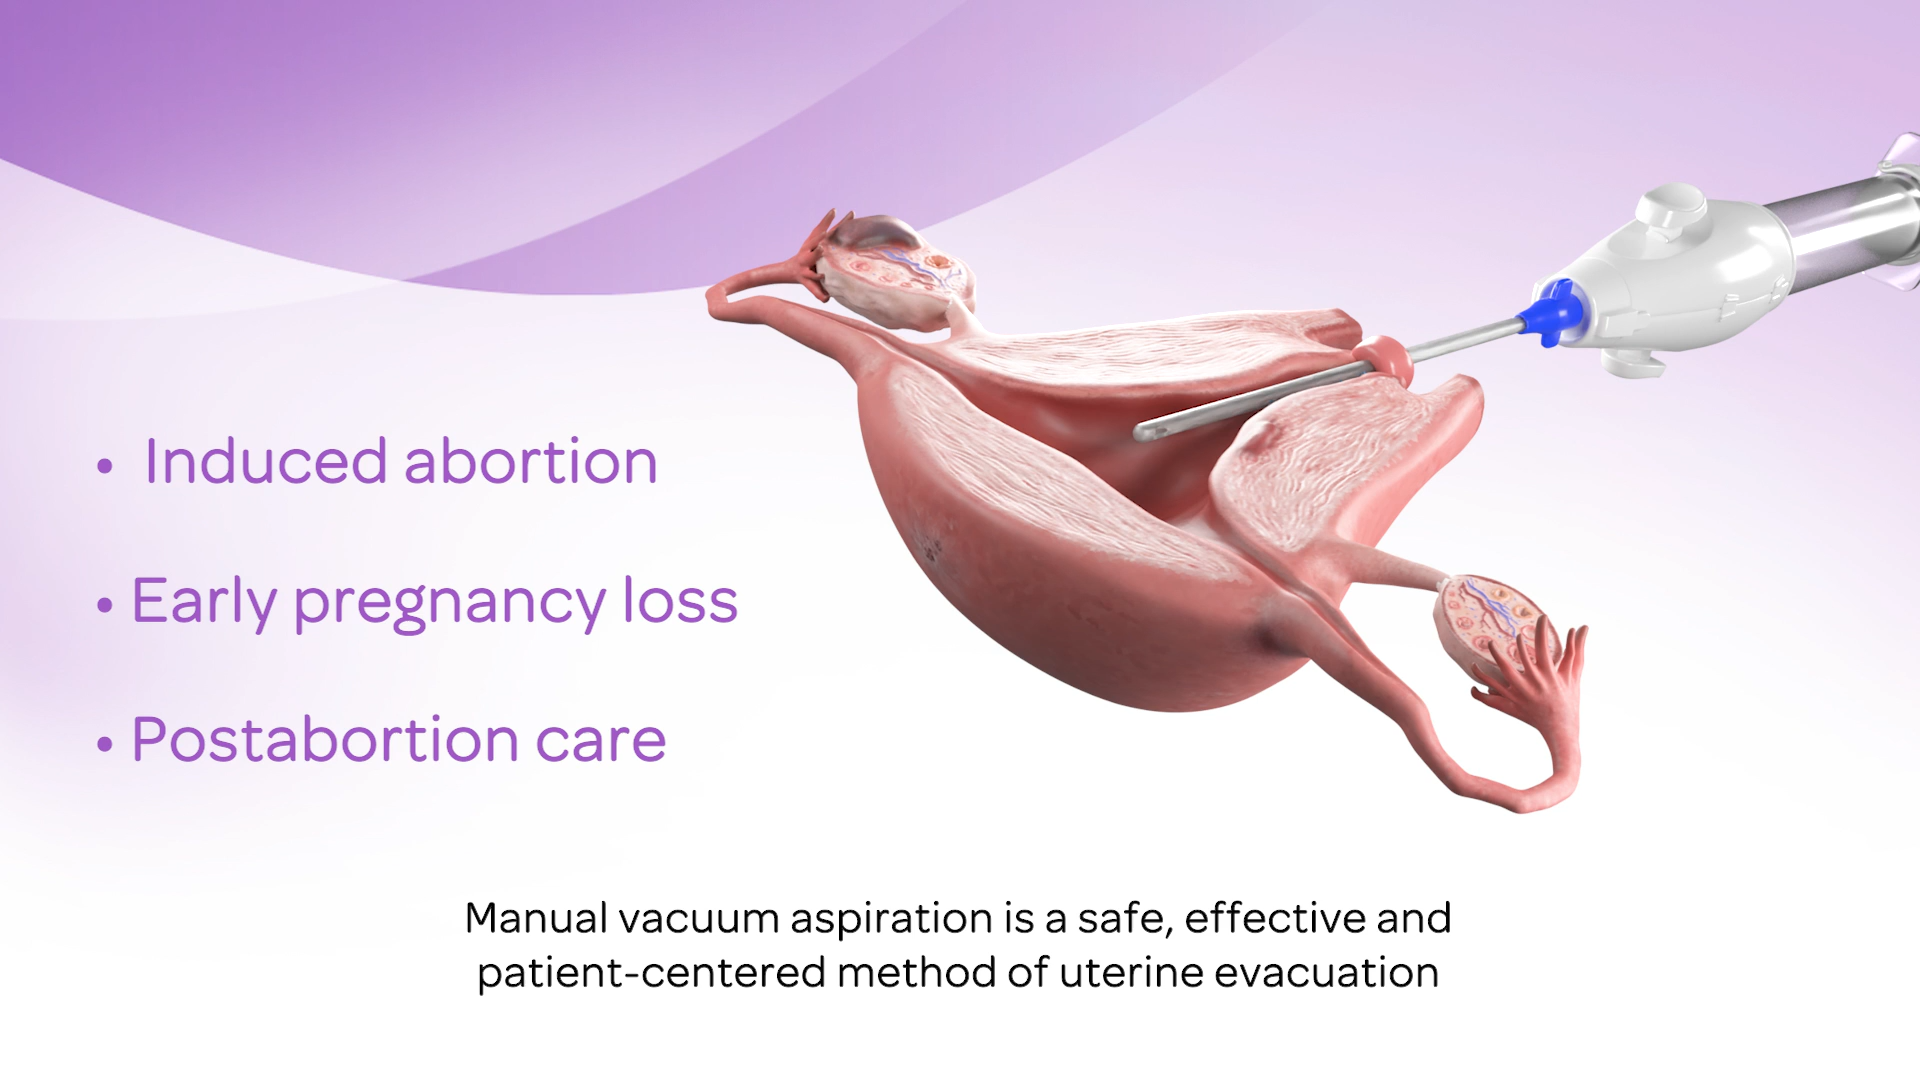 • Induced abortion
• Early pregnancy loss
• Postabortion care
Manual vacuum aspiration is a safe, effective and
patient-centered method of uterine evacuation